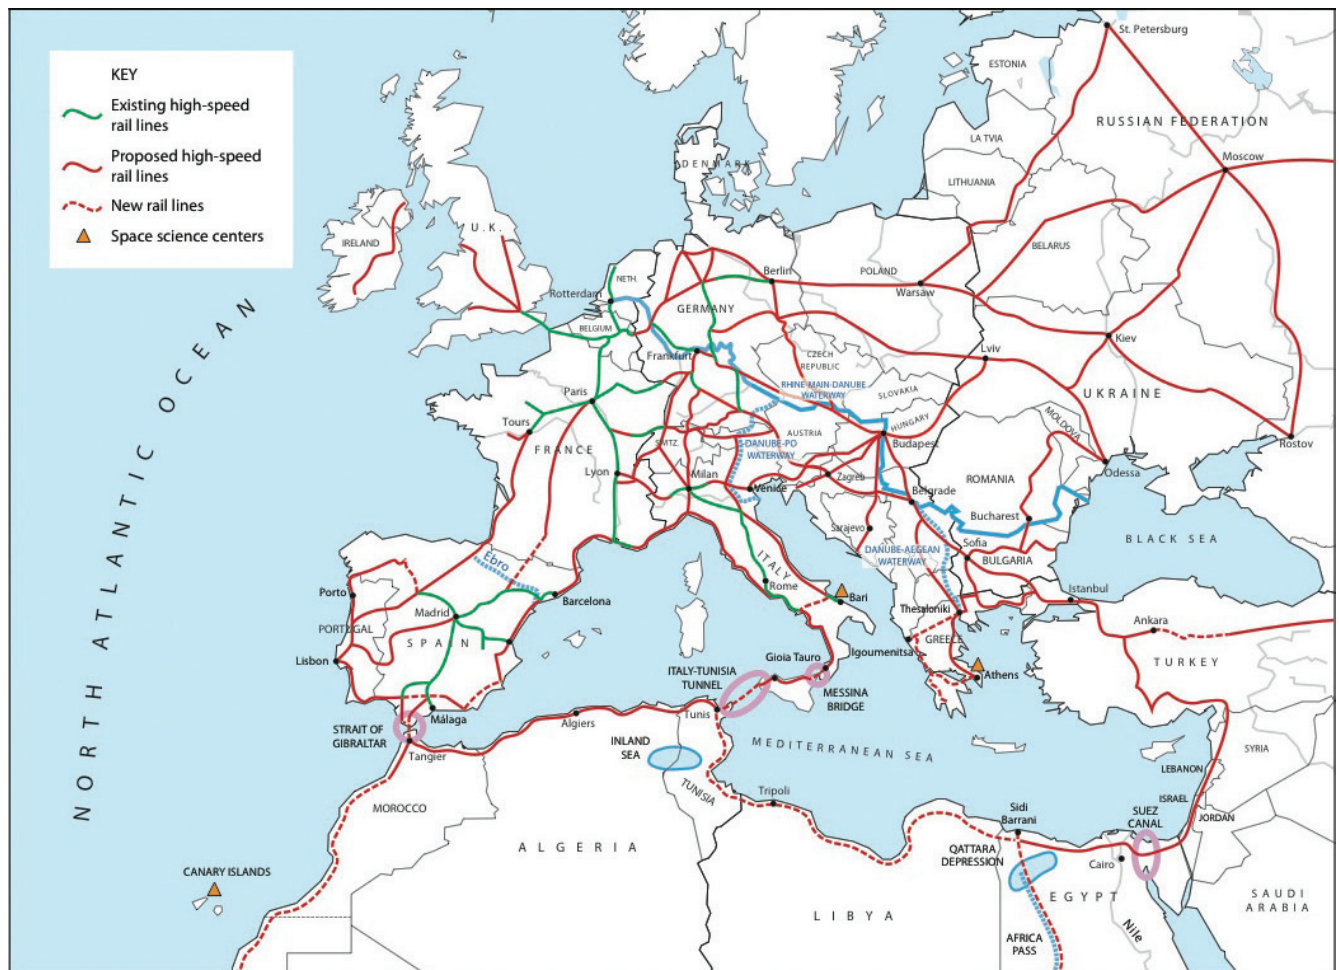 KEY
Existing high-speed
rail lines
Proposed high-speed
rail lines
New rail lines
Space science centers
St. Petersburg
ESTONIA
RUSSIAN FEDERATION
LA TVIA
Moscow
DENMARK
LITHUANIA
U.K.
IRELAND
BELARUS
NETH.
Berlin
POLAND
Rotterdam
Warsaw
GERMANY
BELGIUM
Kiev
Frankfurt
CZECH
REPUBLIC
Lviv
NORTH ATLANTIC OCEAN
Paris
RHINE-MAIN-DANUBE
WATERWAY
SLOVAKIA
UKRAINE
Tours
MOLDOVA
FRANCE
SMTZ.
AUSTRIA
HUNGARY
DANUBE-PO
WATERWAY
Budapest
Rostov
Lyon
Milan
Zagreb
Odessa
Venice
Belgrade
ROMANIA
Bucharest
Sarajevo
Sofia
BLACK SEA
DANUBE-AEGEAN
WATERWAY
BULGARIA
Ebro
ITALY
Rome
Porto
Barcelona
Bari
Istanbul
Madrid
Thesaloniki
Ankara
PORTUGAL
SPAIN
GREECE
Igoumenitsa
Lisbon
Gioia Tauro
TURKEY
ITALY-TUNISIA
TUNNEL
Athens
MESSINA
BRIDGE
Málaga
Tunis
STRAIT OF
GIBRALTAR
Algiers
INLAND
SEA
MEDITERRANEAN SEA
SYRIA
Tangier
LEBANON
TUNISIA
Tripoli
ISRAEL
MOROCCO
Sidi
Barrani
SUEZ
CANAL
JORDAN
ALGERIA
QATTARA
DEPRESSION
Cairo
CANARY ISLANDS
EGYPT
SAUDI
ARABIA
LIBYA
Nile
AFRICA
PASS